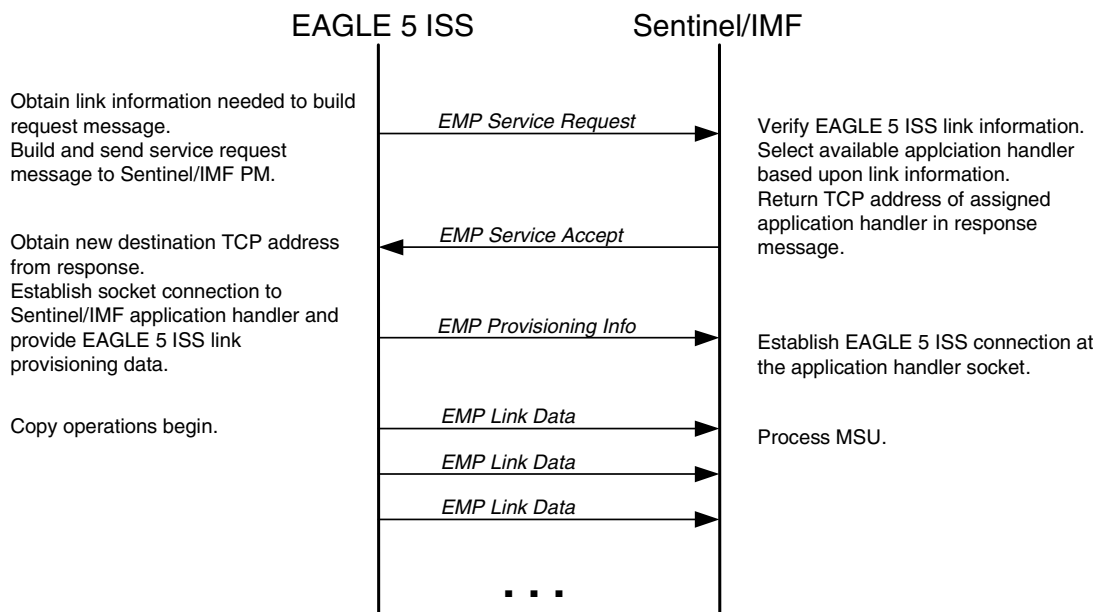 EAGLE 5 ISS
Sentinel/IMF
Obtain link information needed to build
request message.
Build and send service request
message to Sentinel/IMF PM.
EMP Service Request
Verify EAGLE 5 ISS link information.
Select available applciation handler
based upon link information.
Return TCP address of assigned
application handler in response
message.
EMP Service Accept
Obtain new destination TCP address
from response.
Establish socket connection to
Sentinel/IMF application handler and
provide EAGLE 5 ISS link
provisioning data.
EMP Provisioning Info
Establish EAGLE 5 ISS connection at
the application handler socket.
Copy operations begin.
EMP Link Data
Process MSU.
EMP Link Data
EMP Link Data
. . .